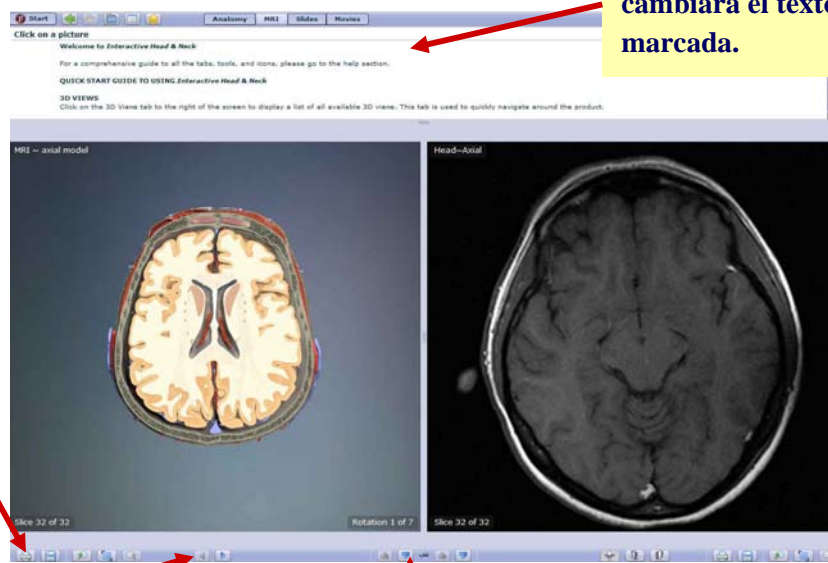 cambiará el texto
marcada.
Start
Anatomy MRI Slides Movies
Click on a picture
Welcome to Interactive Head & Neck
For a comprehensive guide to all the tabs, tools, and icons, please go to the help section.
QUICK START GUIDE TO USING Interactive Head & Neck
3D VIEWS
Click on the 3D Views tab to the right of the screen to display a list of all available 3D views. This tab is used to quickly navigate around the product.
MRI ~ axial model
Head~Axial
Slice 32 of 32
Rotation 1 of 7
Slice 32 of 32